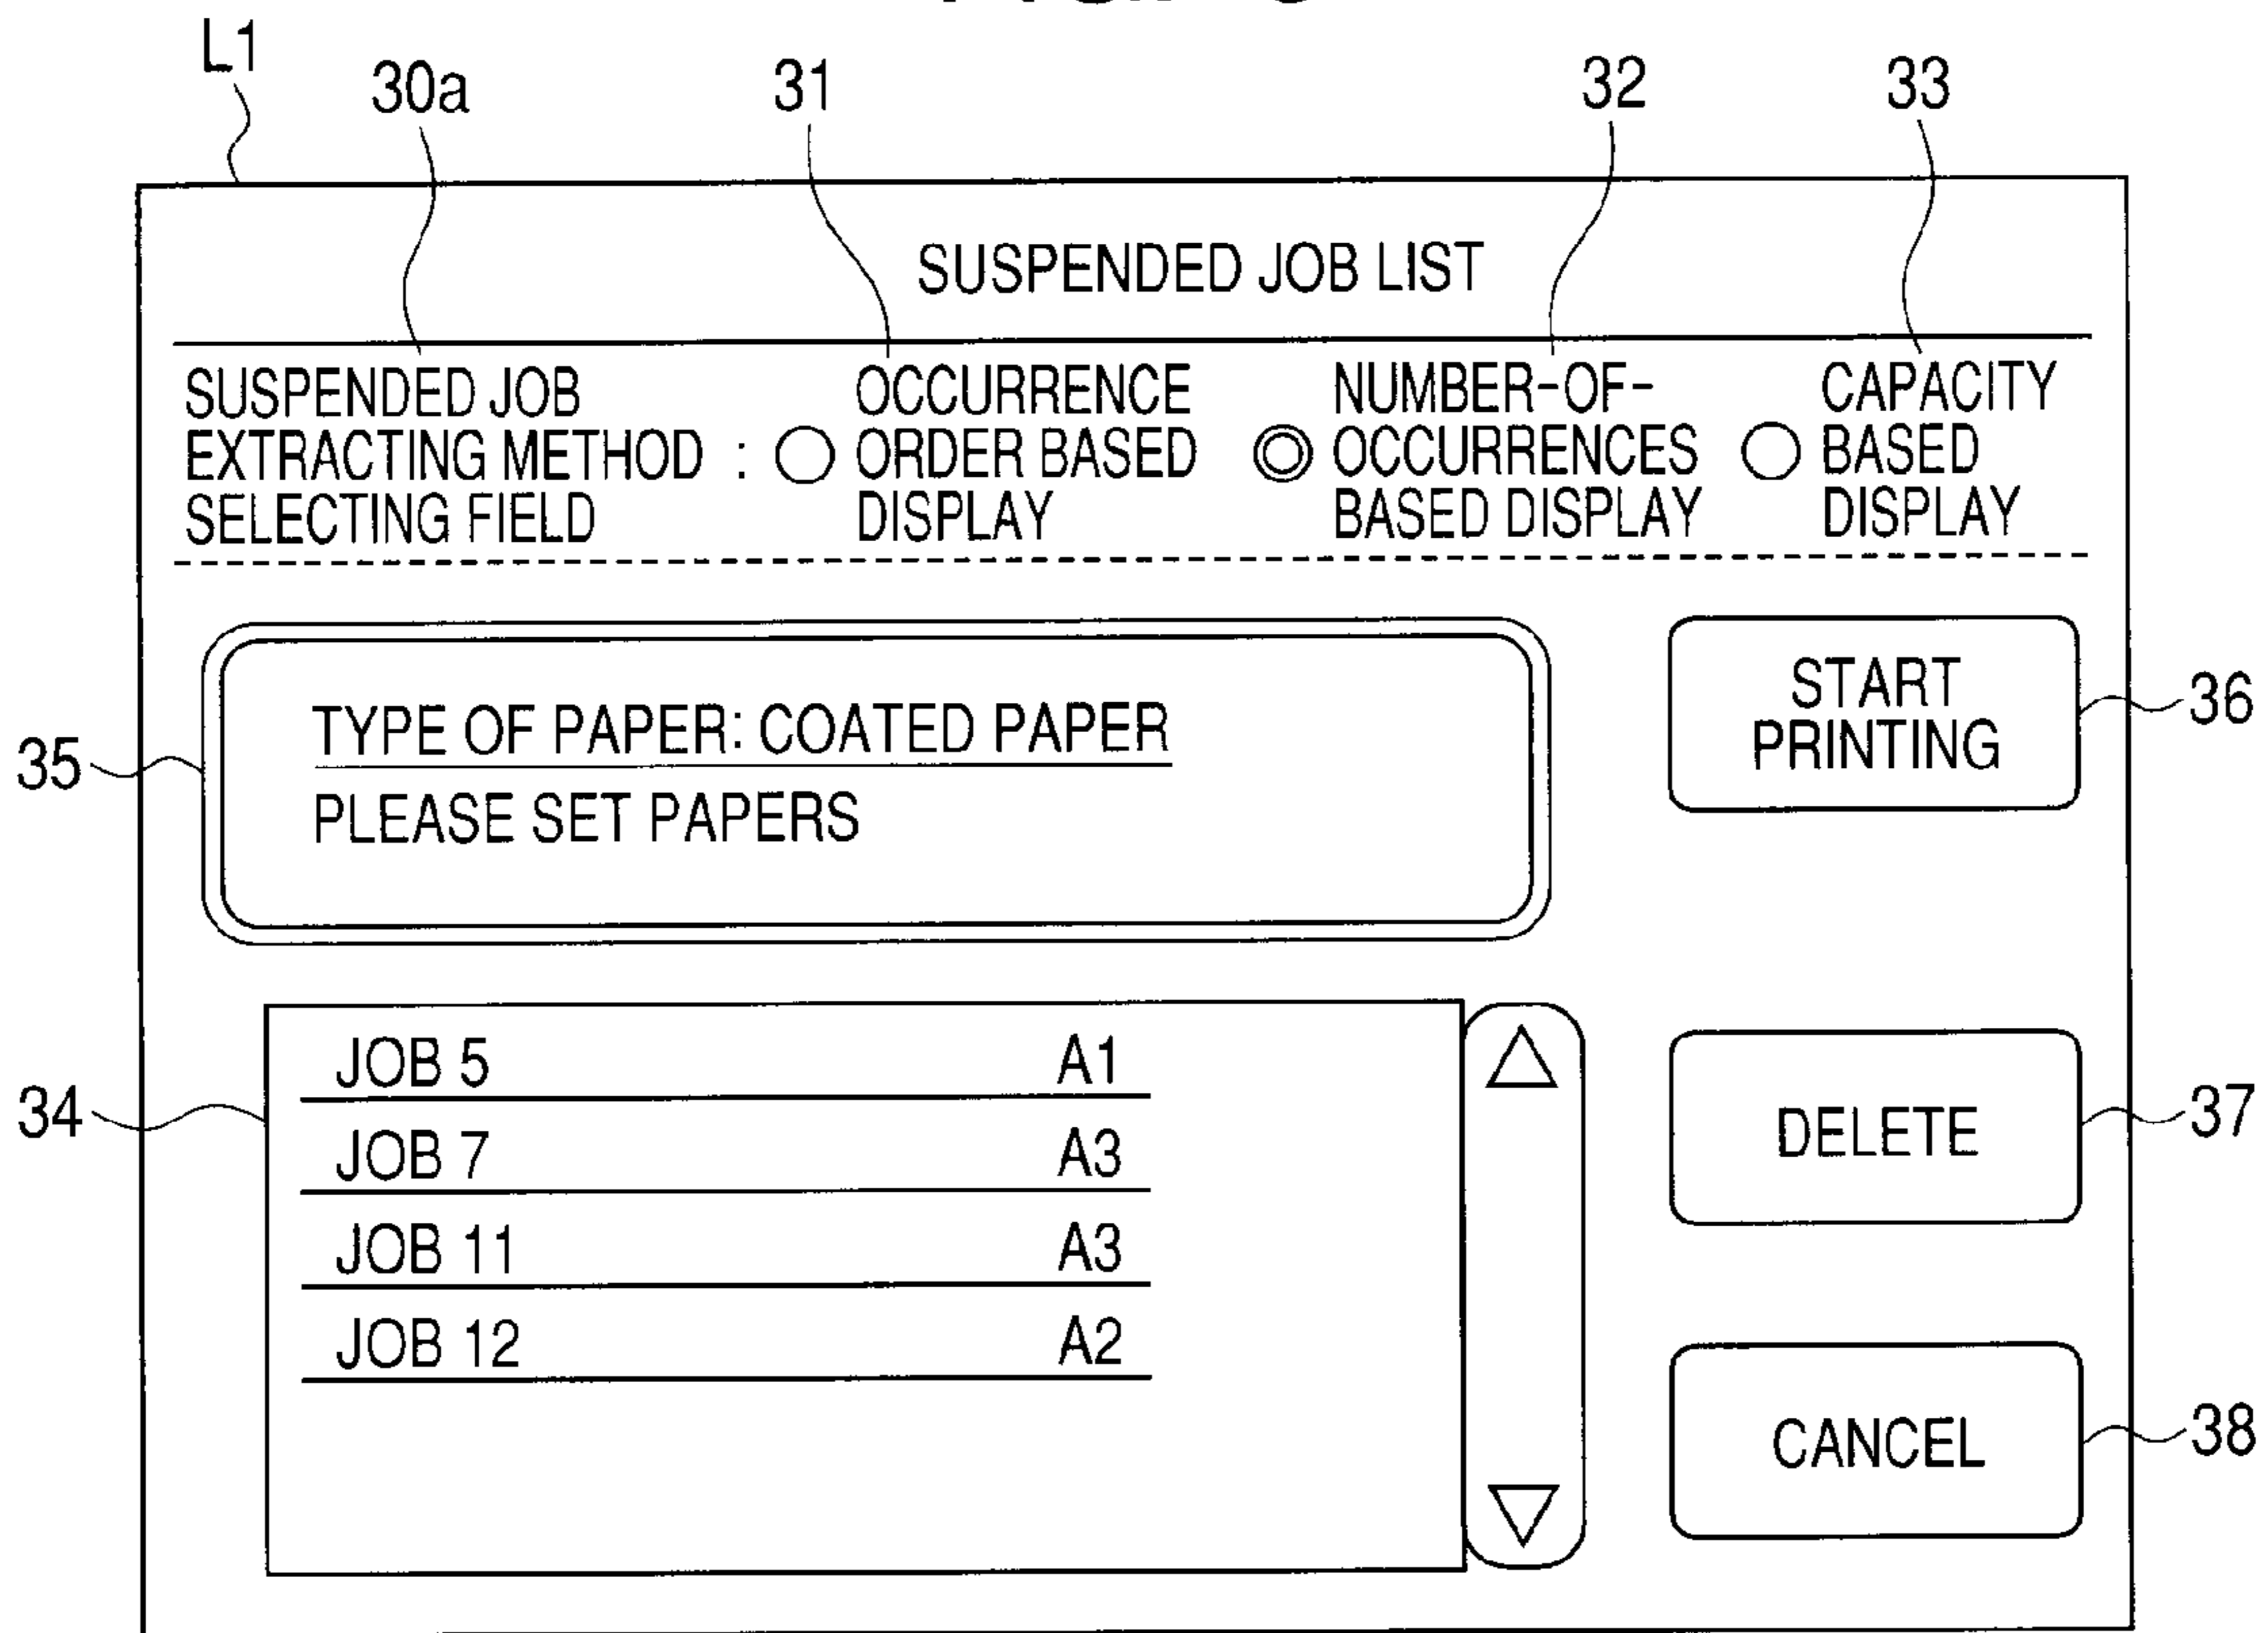 L1
30a
31
32
33
SUSPENDED JOB LIST
SUSPENDED JOB
EXTRACTING METHOD :
SELECTING FIELD
OCCURRENCE
ORDER BASED
DISPLAY
NUMBER-OF-
OCCURRENCES
BASED DISPLAY
CAPACITY
BASED
DISPLAY
35
TYPE OF PAPER: COATED PAPER
PLEASE SET PAPERS
START
PRINTING
36
34
JOB 5 A1
JOB 7 A3
JOB 11 A3
JOB 12 A2
DELETE
37
CANCEL
38